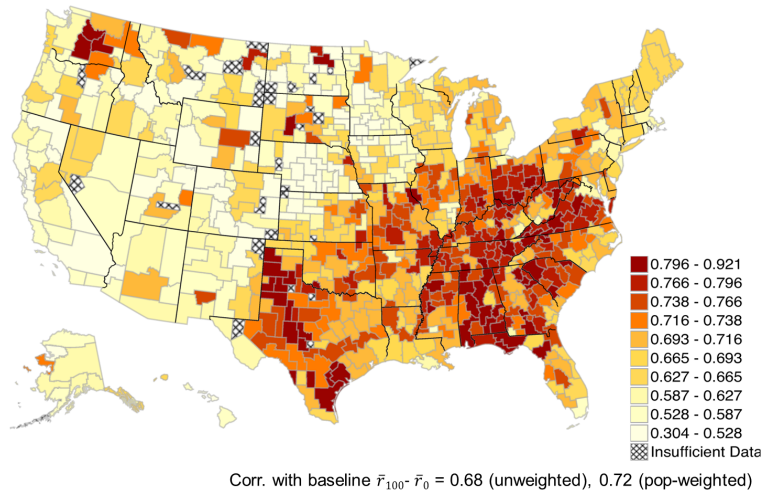 0.796 - 0.921
0.766 - 0.796
0.738 - 0.766
0.716 - 0.738
0.693 - 0.716
0.665 - 0.693
0.627 - 0.665
0.587 - 0.627
0.528 - 0.587
0.304 - 0.528
Insufficient Data
Corr. with baseline r̅₁₀₀- r̅₀ = 0.68 (unweighted), 0.72 (pop-weighted)